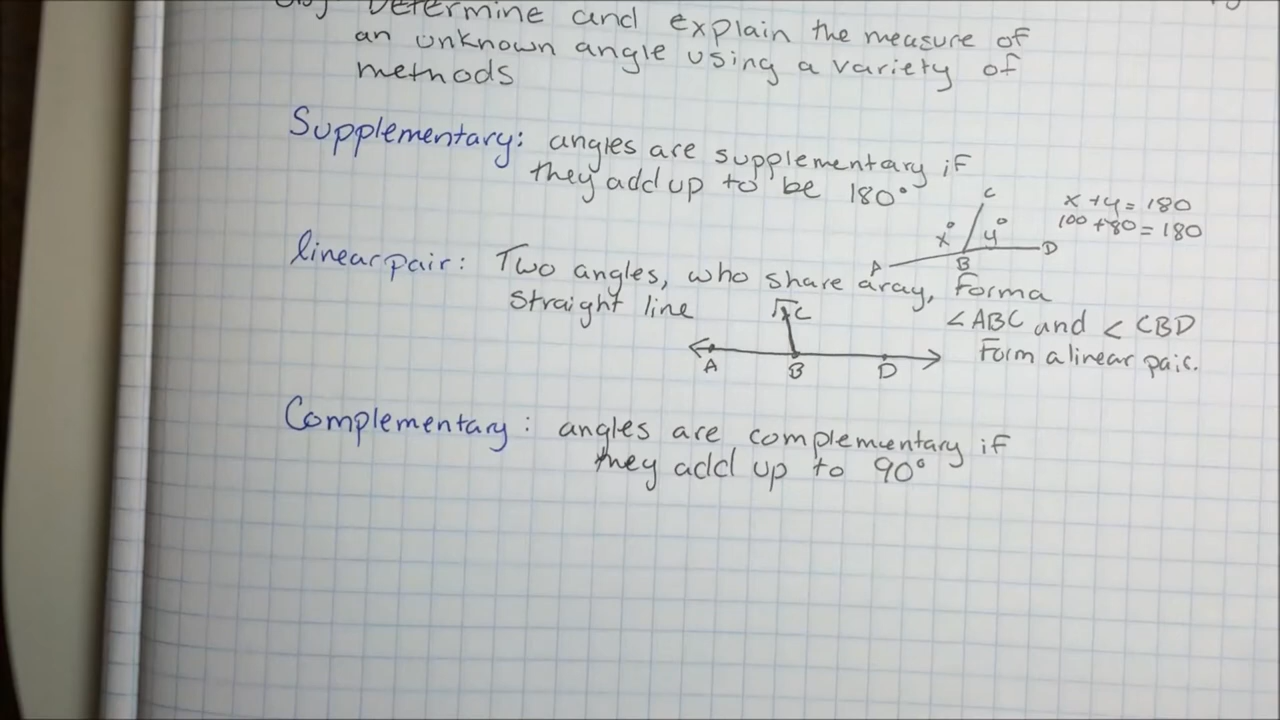 Determine and explain the measure of
an unknown angle using a variety of
methods
Supplementary: angles are supplementary if
they add up to be 180°
C
x + y = 180
x° y°
100 + 80 = 180
A B D
linear pair: Two angles, who share a ray, form a
straight line
C
∠ABC and ∠CBD
A B D
form a linear pair.
Complementary: angles are complementary if
they add up to 90°